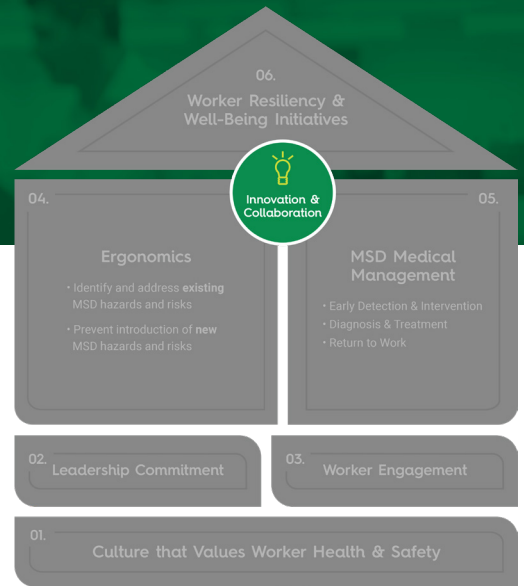 06.
Worker Resiliency &
Well-Being Initiatives
Innovation &
Collaboration
04.
Ergonomics
• Identify and address existing
MSD hazards and risks
• Prevent introduction of new
MSD hazards and risks
05.
MSD Medical
Management
• Early Detection & Intervention
• Diagnosis & Treatment
• Return to Work
02.
Leadership Commitment
03.
Worker Engagement
01.
Culture that Values Worker Health & Safety